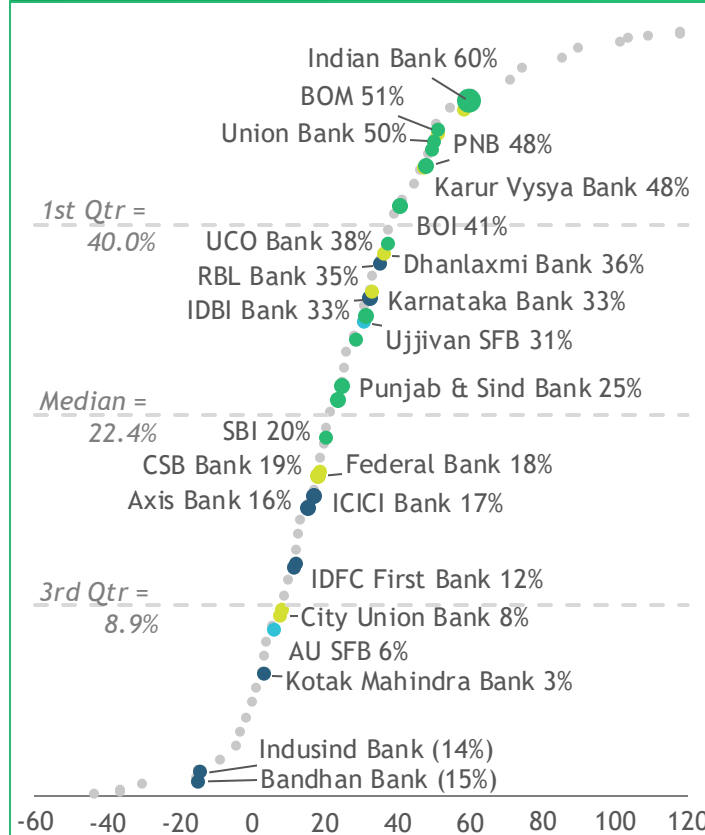 Indian Bank 60%
BOM 51%
Union Bank 50%
PNB 48%
Karur Vysya Bank 48%
1st Qtr =
40.0%
BOI 41%
UCO Bank 38%
Dhanlaxmi Bank 36%
RBL Bank 35%
IDBI Bank 33%
Karnataka Bank 33%
Ujjivan SFB 31%
Punjab & Sind Bank 25%
Median =
22.4%
SBI 20%
CSB Bank 19%
Federal Bank 18%
Axis Bank 16%
ICICI Bank 17%
IDFC First Bank 12%
3rd Qtr =
8.9%
City Union Bank 8%
AU SFB 6%
Kotak Mahindra Bank 3%
Indusind Bank (14%)
Bandhan Bank (15%)
-60 -40 -20 0 20 40 60 80 100 120